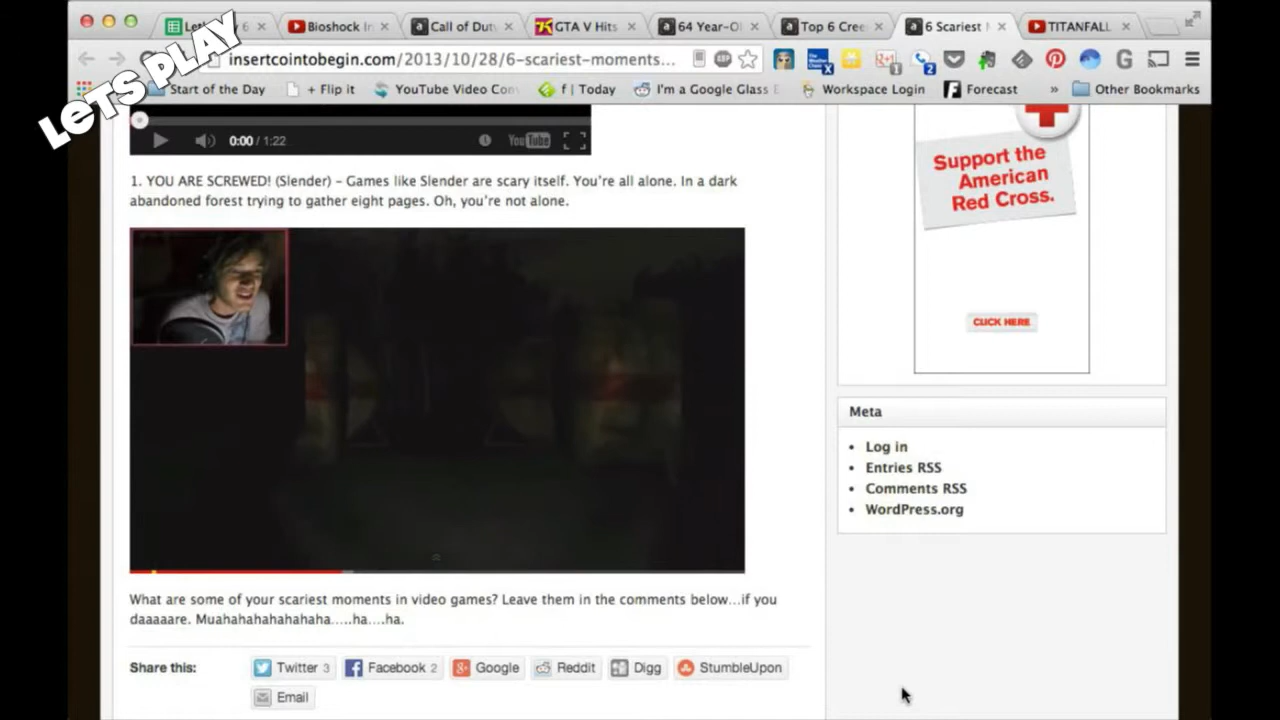 LETS PLAY
Let 6
Bioshock In
Call of Duty
GTA V Hits
64 Year-Ol
Top 6 Cree
6 Scariest
TITANFALL
insertcointobegin.com/2013/10/28/6-scariest-moments...
Start of the Day
+ Flip it
YouTube Video Con
f | Today
I'm a Google Glass E
Workspace Login
Forecast
»
Other Bookmarks
0:00 / 1:22
YouTube
1. YOU ARE SCREWED! (Slender) – Games like Slender are scary itself. You're all alone. In a dark
abandoned forest trying to gather eight pages. Oh, you're not alone.
What are some of your scariest moments in video games? Leave them in the comments below...if you
daaaaare. Muahahahahahaha.....ha....ha.
Share this:
Twitter 3
Facebook 2
Google
Reddit
Digg
StumbleUpon
Email
Support the
American
Red Cross.
CLICK HERE
Meta
• Log in
• Entries RSS
• Comments RSS
• WordPress.org